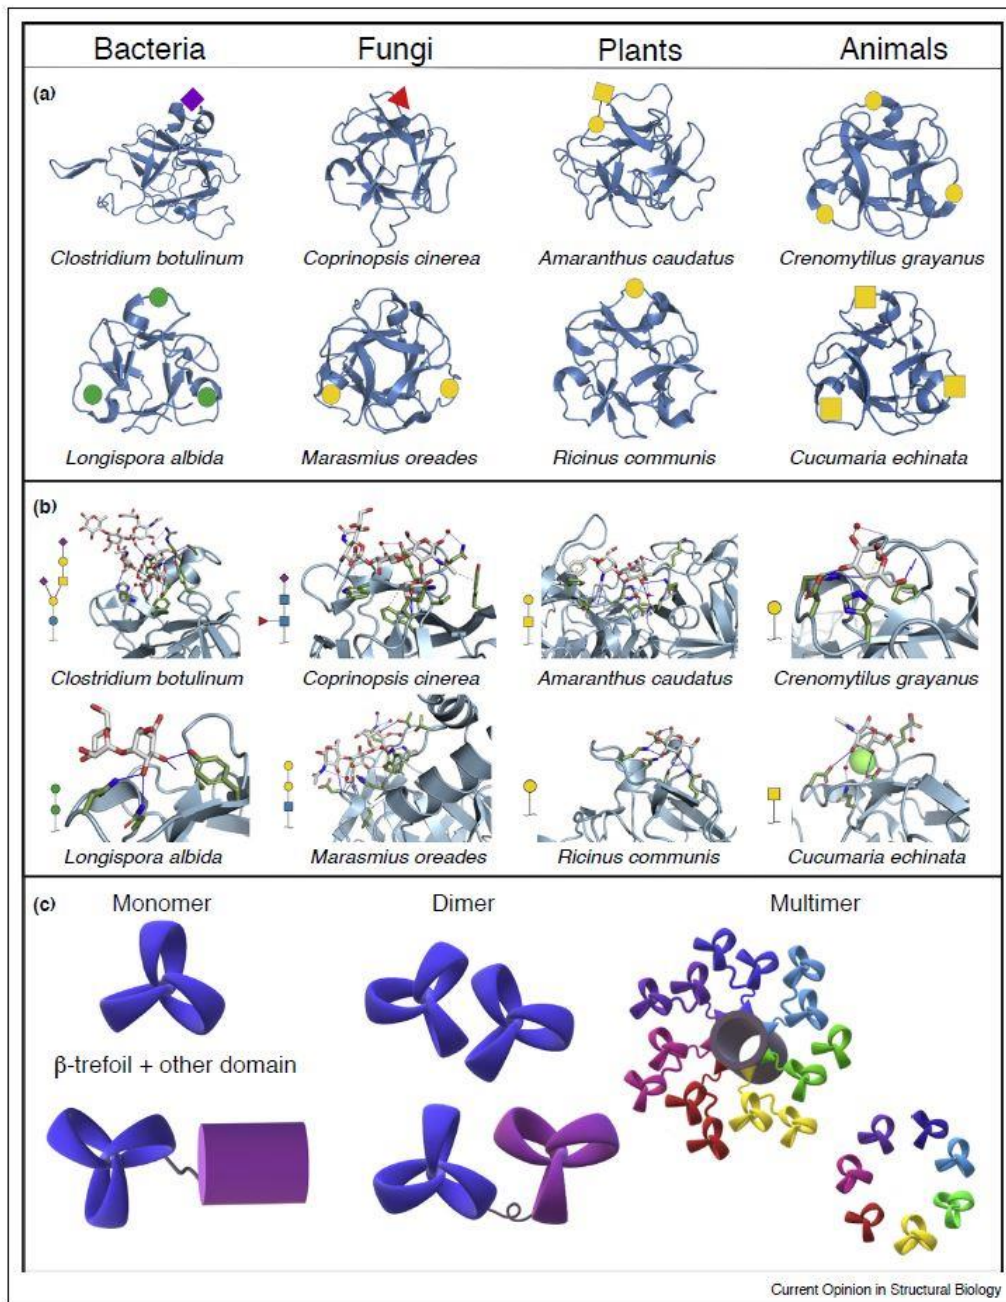 Bacteria Fungi Plants Animals
(a)
Clostridium botulinum Coprinopsis cinerea Amaranthus caudatus Crenomytilus grayanus
Longispora albida Marasmius oreades Ricinus communis Cucumaria echinata
(b)
Clostridium botulinum Coprinopsis cinerea Amaranthus caudatus Crenomytilus grayanus
Longispora albida Marasmius oreades Ricinus communis Cucumaria echinata
(c) Monomer Dimer Multimer
β-trefoil + other domain
Current Opinion in Structural Biology